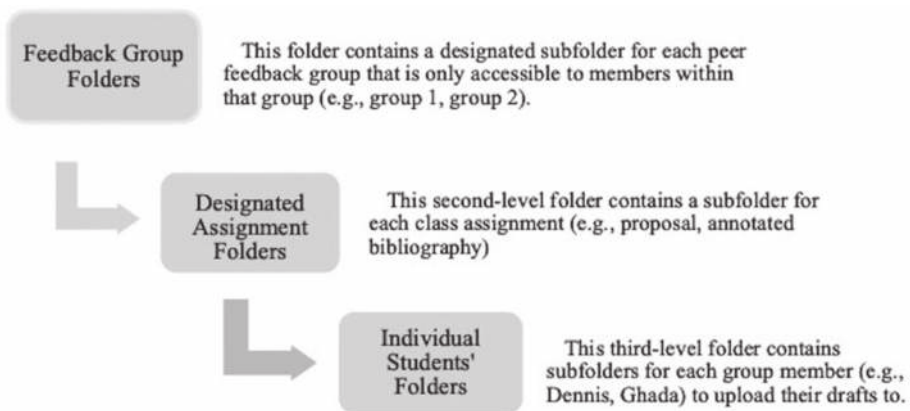 Feedback Group
Folders
This folder contains a designated subfolder for each peer
feedback group that is only accessible to members within
that group (e.g., group 1, group 2).
Designated
Assignment
Folders
This second-level folder contains a subfolder for
each class assignment (e.g., proposal, annotated
bibliography)
Individual
Students'
Folders
This third-level folder contains
subfolders for each group member (e.g.,
Dennis, Ghada) to upload their drafts to.